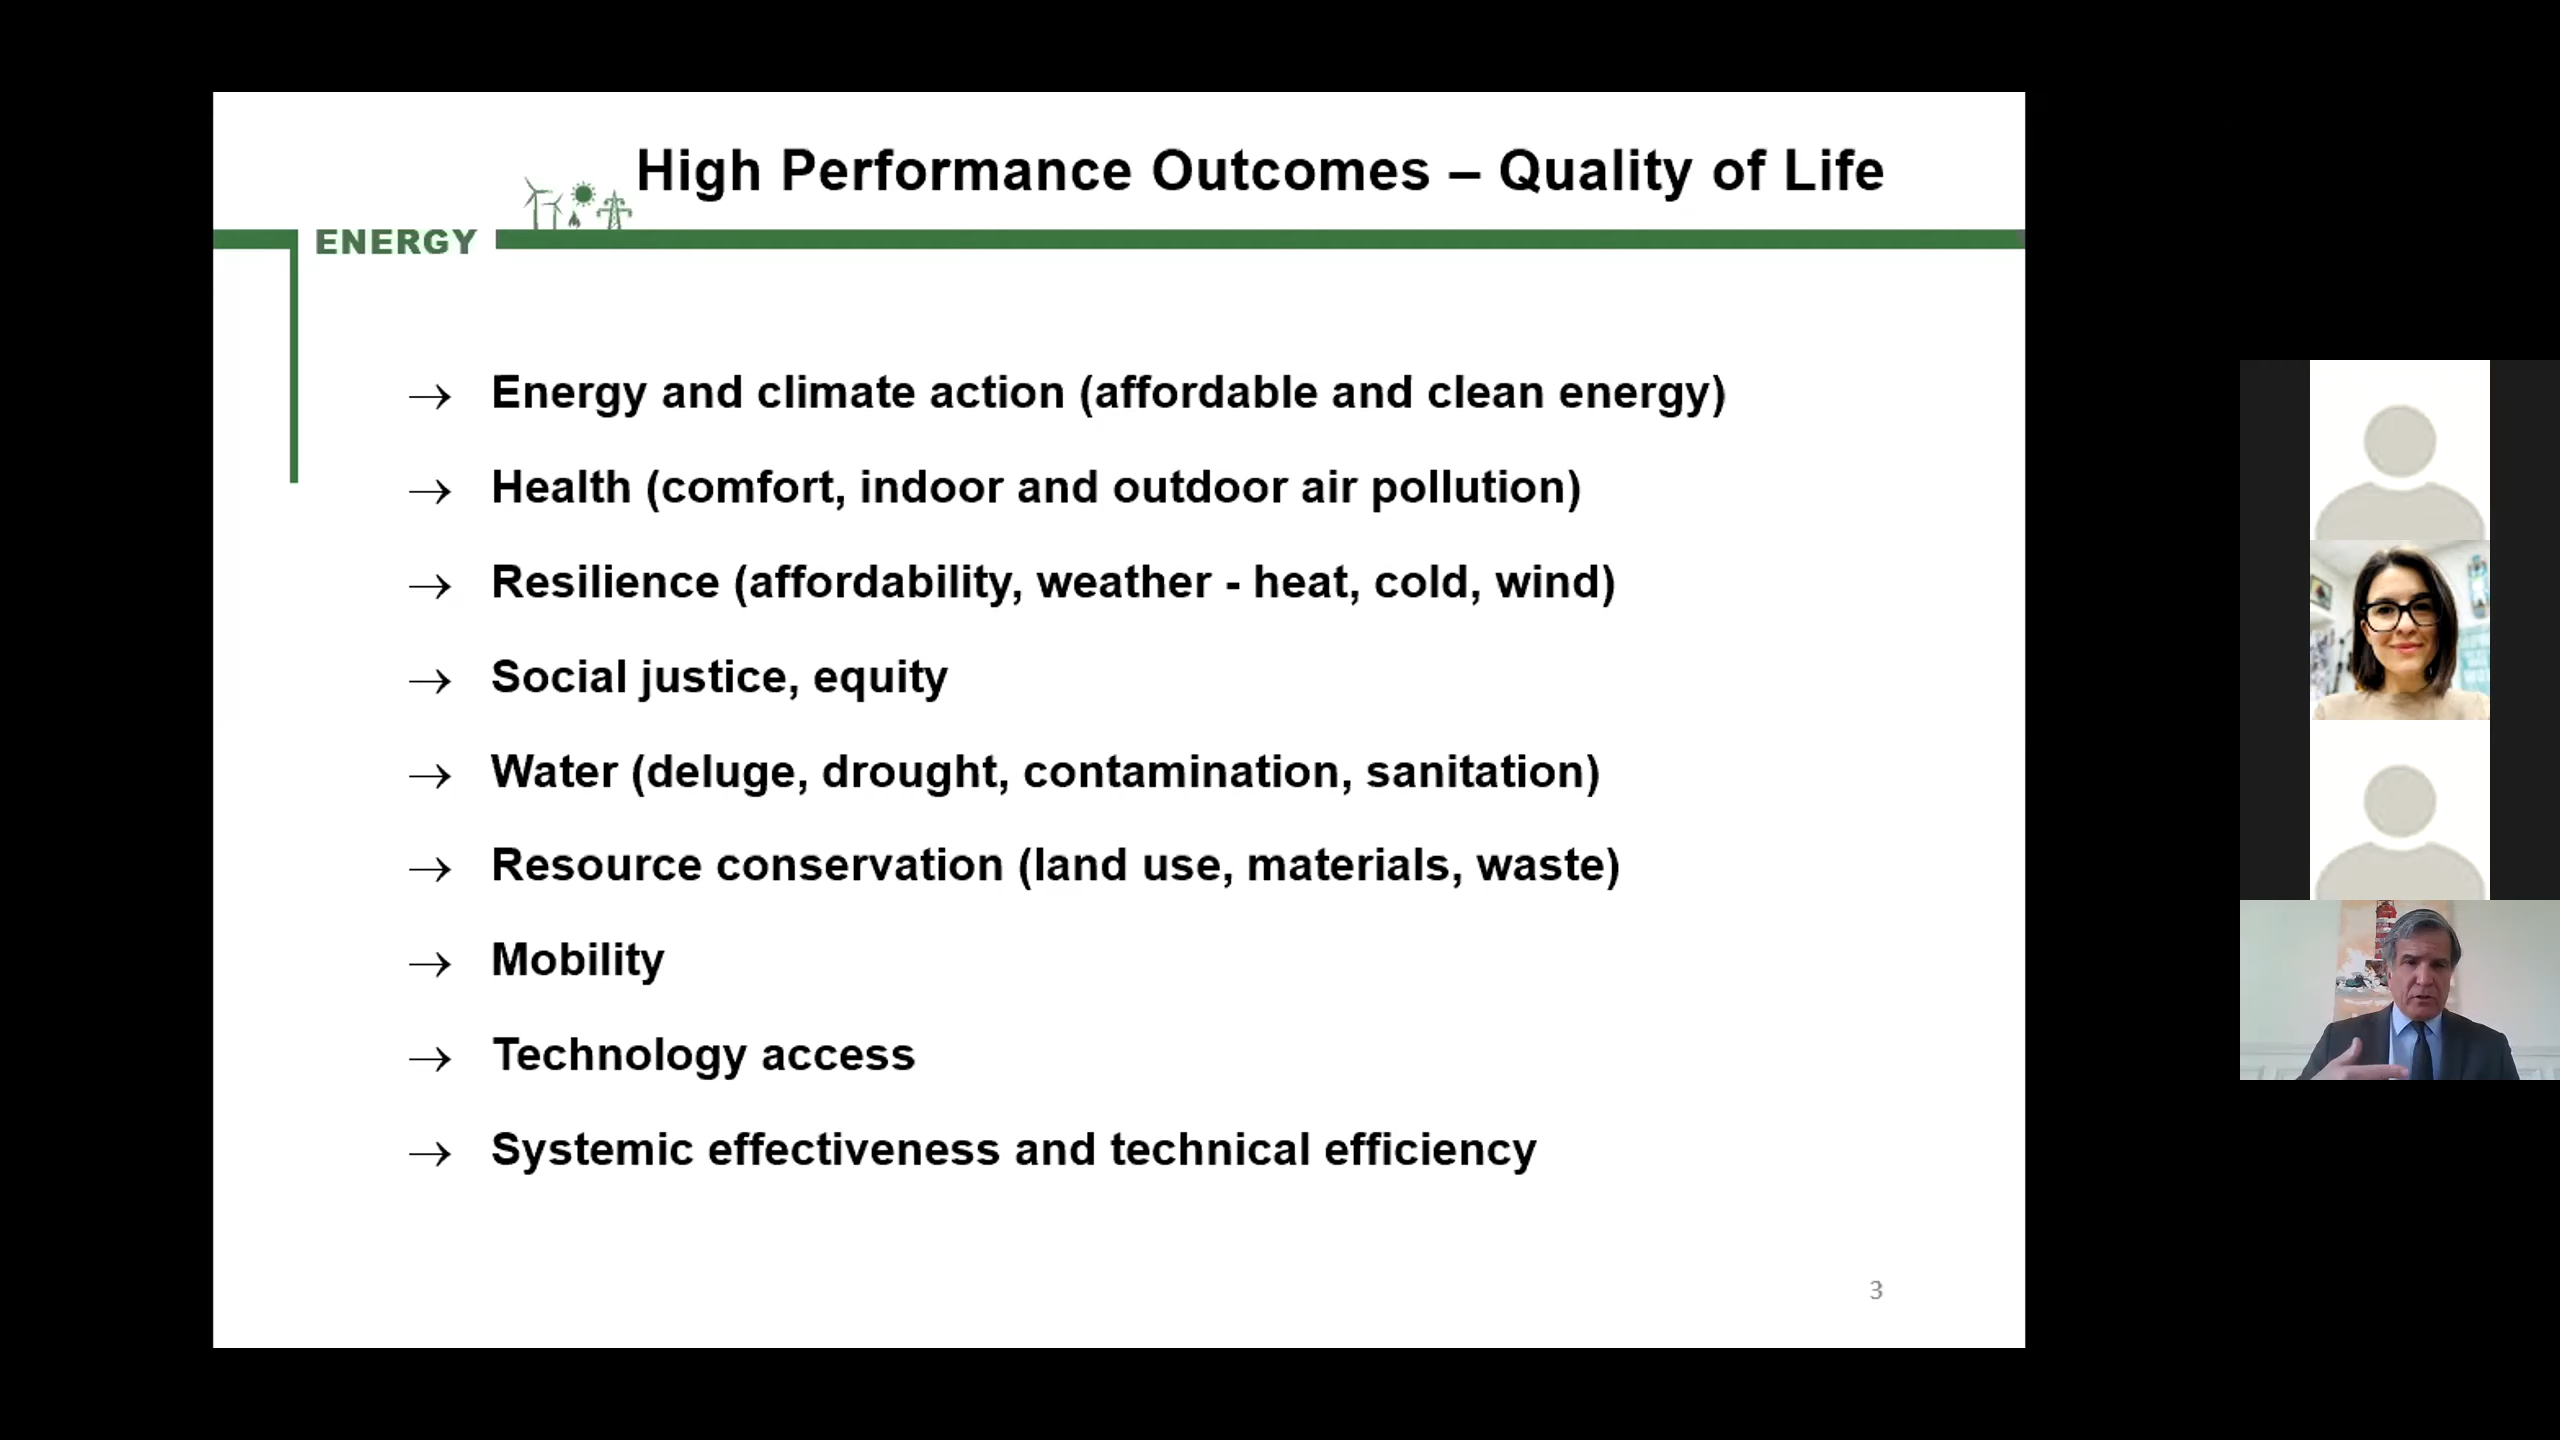 High Performance Outcomes – Quality of Life
ENERGY
→ Energy and climate action (affordable and clean energy)
→ Health (comfort, indoor and outdoor air pollution)
→ Resilience (affordability, weather - heat, cold, wind)
→ Social justice, equity
→ Water (deluge, drought, contamination, sanitation)
→ Resource conservation (land use, materials, waste)
→ Mobility
→ Technology access
→ Systemic effectiveness and technical efficiency
3